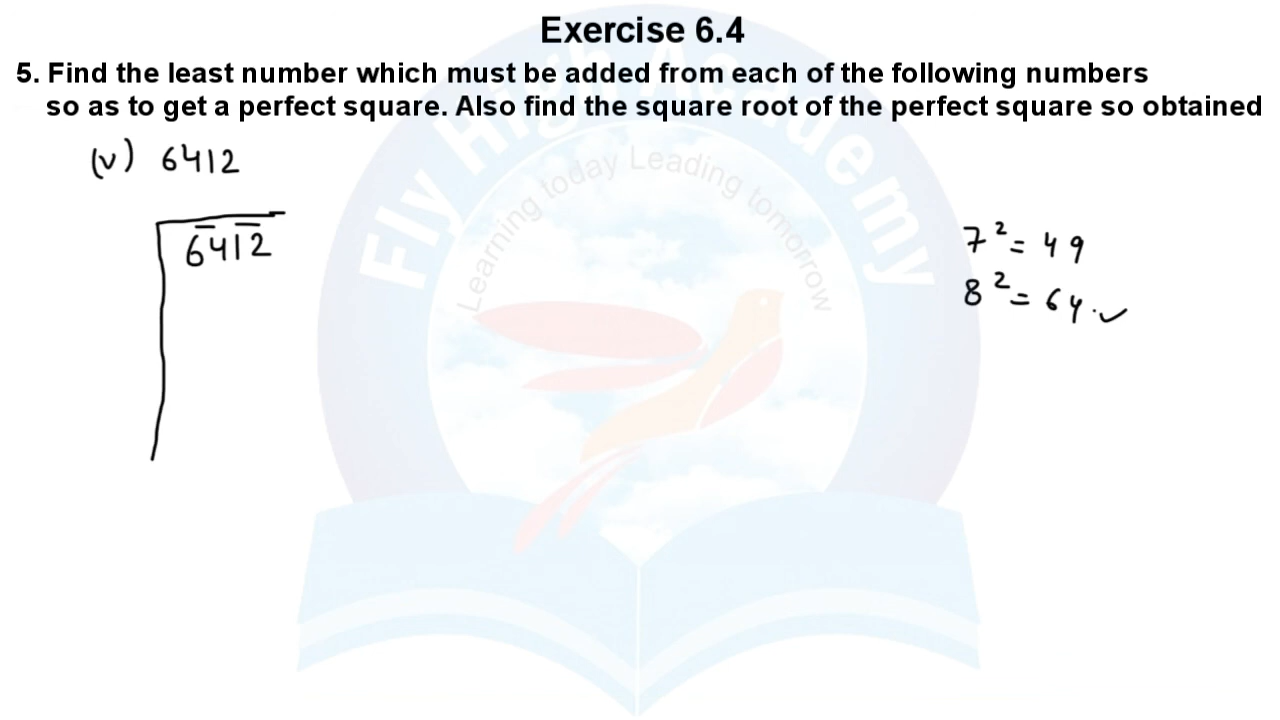 Exercise 6.4
5. Find the least number which must be added from each of the following numbers
so as to get a perfect square. Also find the square root of the perfect square so obtained
(v) 6412
6412
7² = 49
8² = 64. ✓
Fly High Academy
Learning today Leading tomorrow